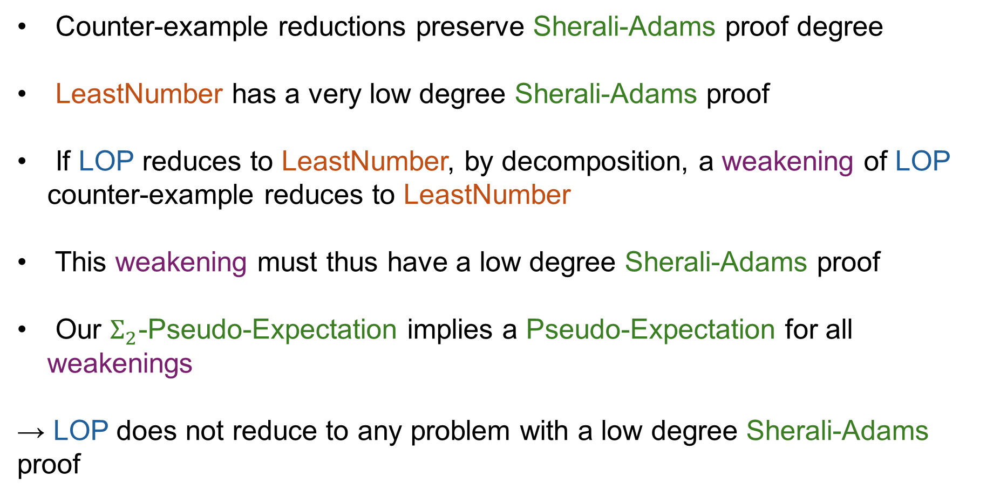 • Counter-example reductions preserve Sherali-Adams proof degree
• LeastNumber has a very low degree Sherali-Adams proof
• If LOP reduces to LeastNumber, by decomposition, a weakening of LOP
counter-example reduces to LeastNumber
• This weakening must thus have a low degree Sherali-Adams proof
• Our Σ₂-Pseudo-Expectation implies a Pseudo-Expectation for all
weakenings
→ LOP does not reduce to any problem with a low degree Sherali-Adams
proof